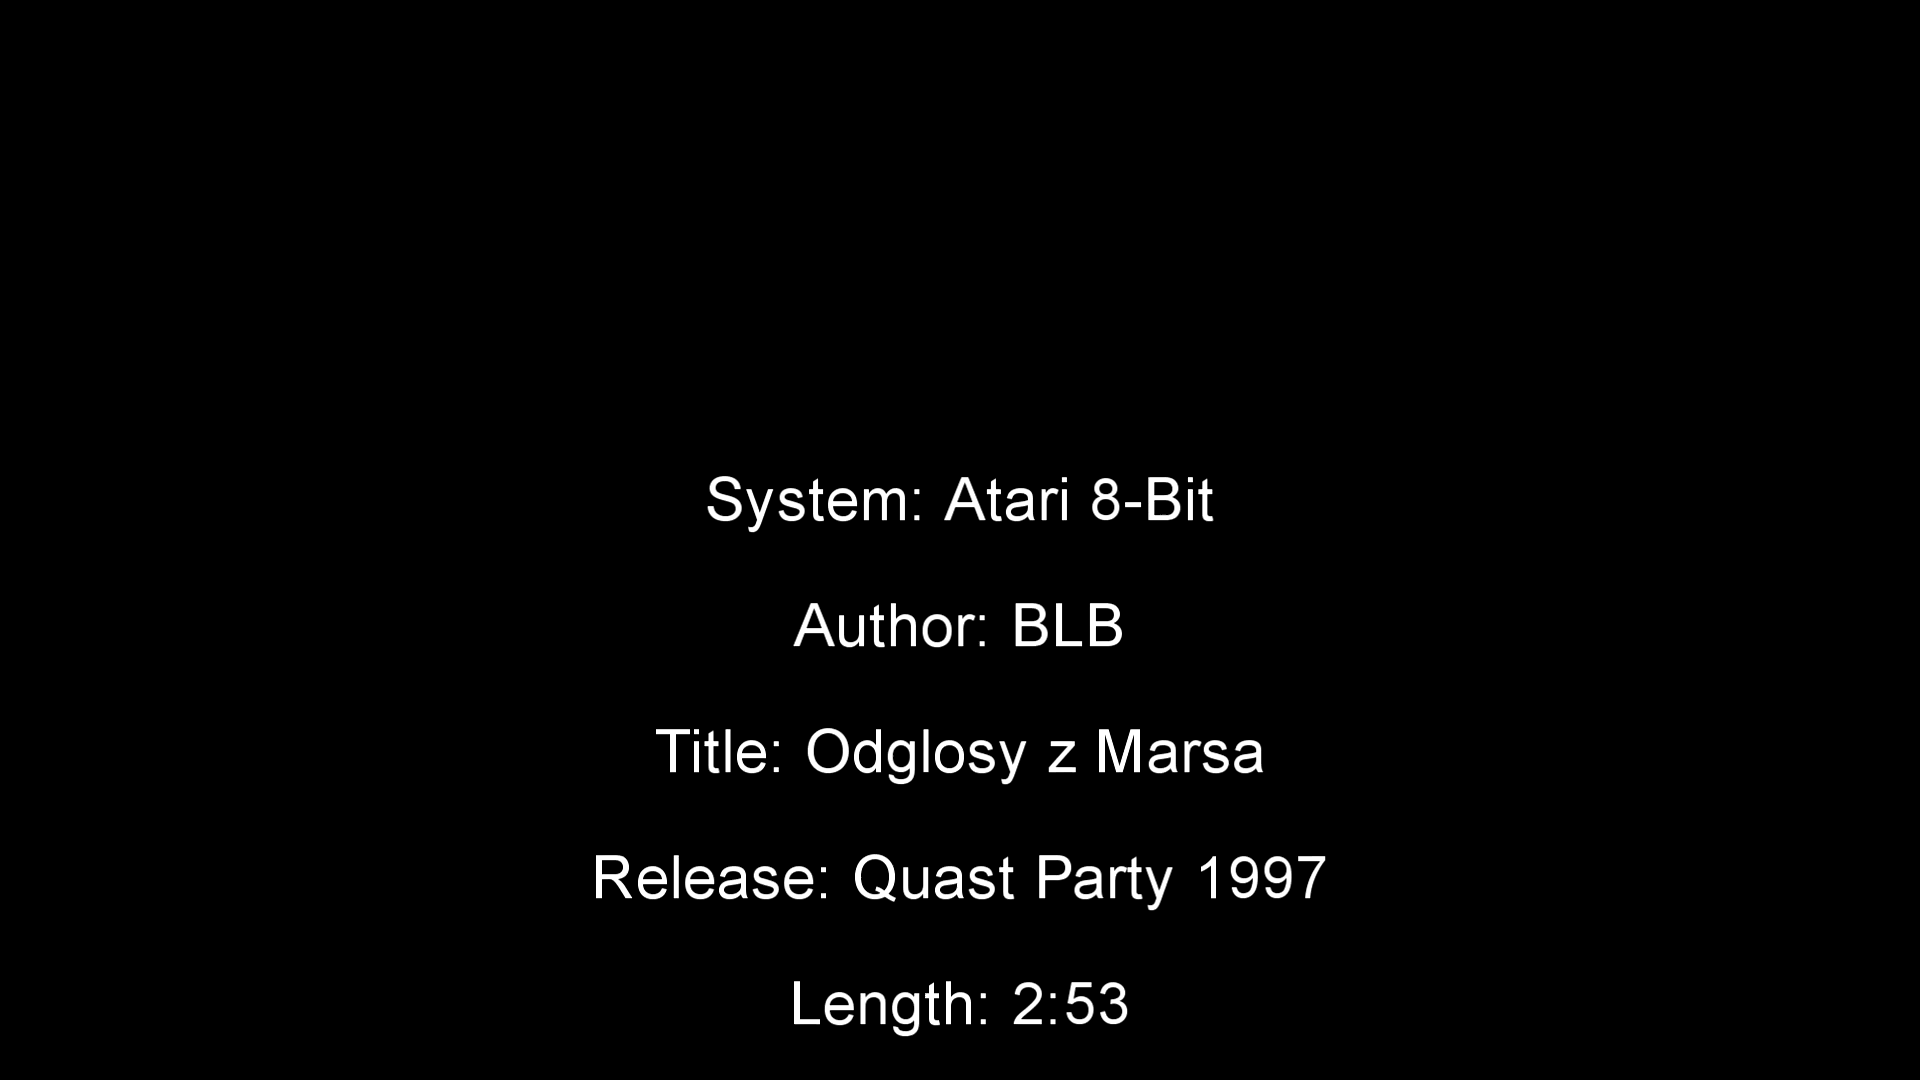 System: Atari 8-Bit
Author: BLB
Title: Odglosy z Marsa
Release: Quast Party 1997
Length: 2:53